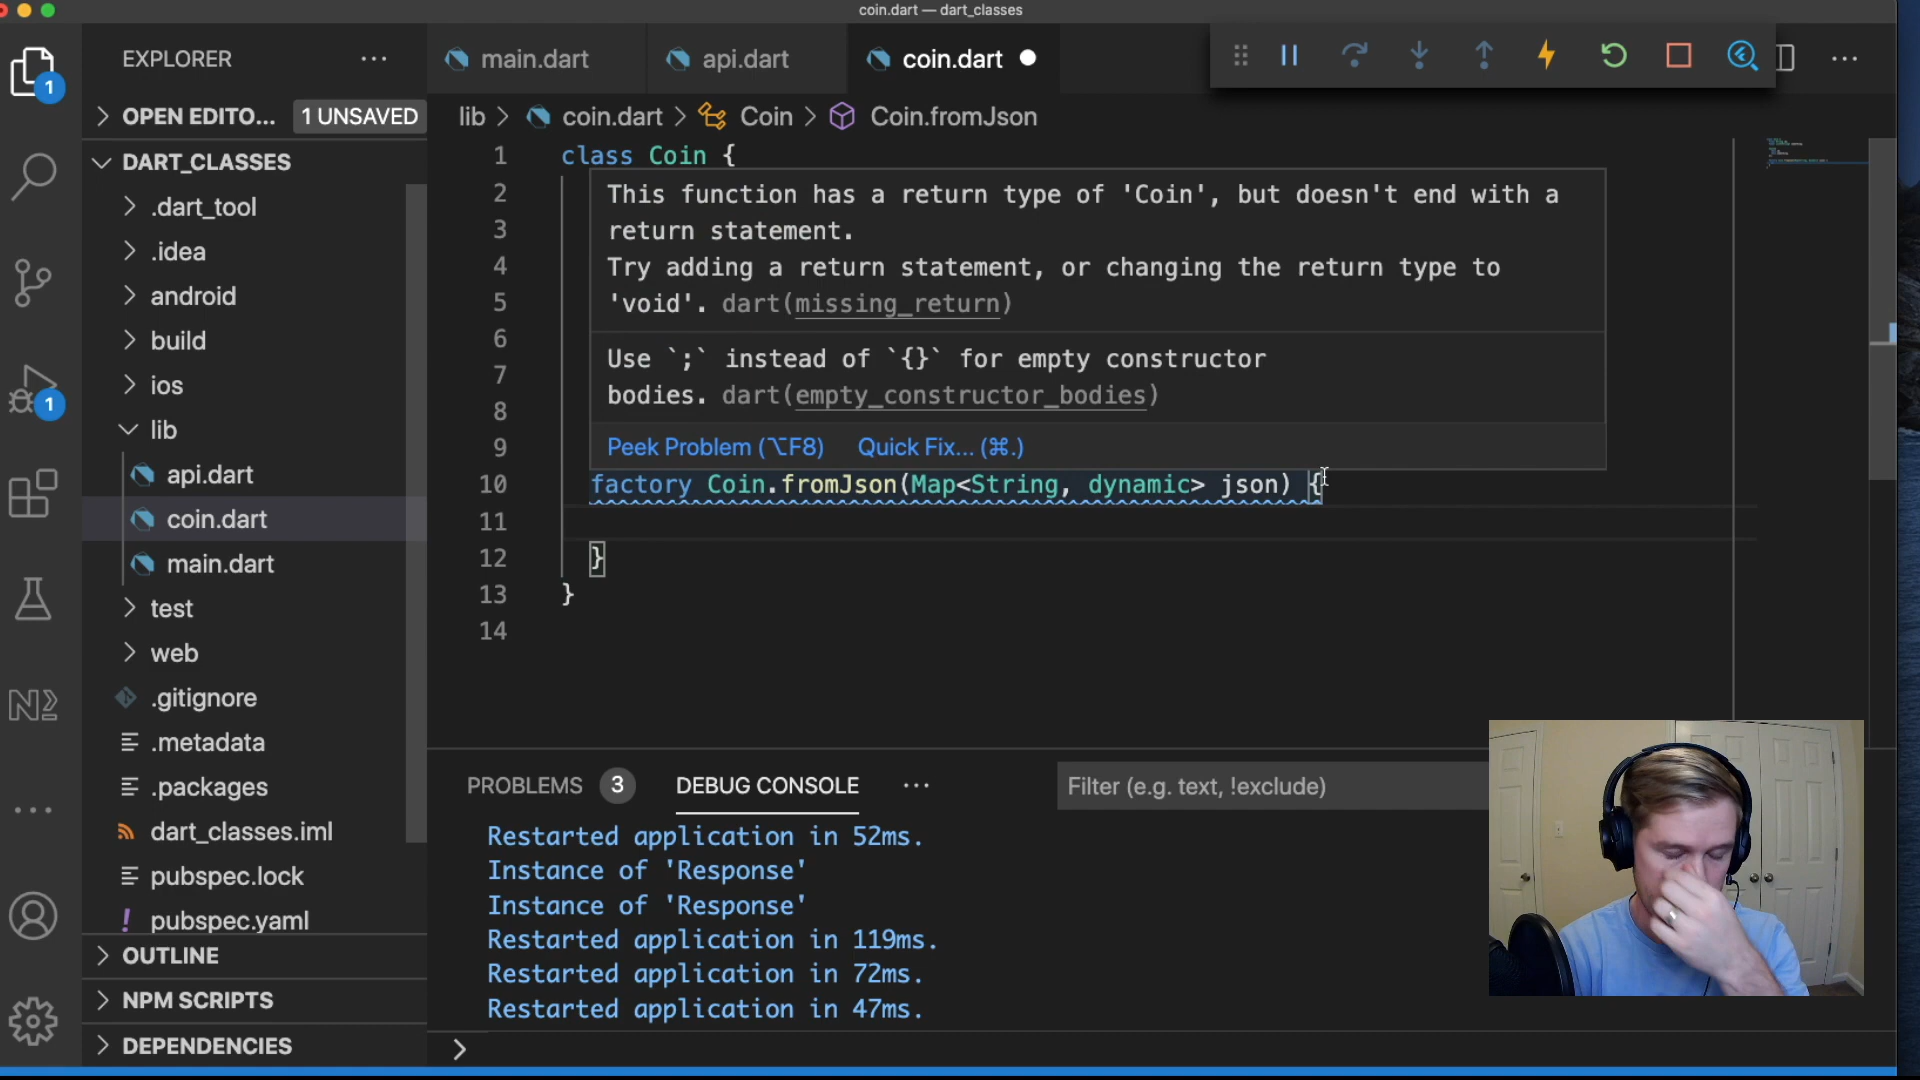 coin.dart — dart_classes
EXPLORER
main.dart
api.dart
coin.dart
OPEN EDITO...
1 UNSAVED
lib > coin.dart > Coin > Coin.fromJson
DART_CLASSES
.dart_tool
.idea
android
build
ios
lib
api.dart
coin.dart
main.dart
test
web
.gitignore
.metadata
.packages
dart_classes.iml
pubspec.lock
pubspec.yaml
OUTLINE
NPM SCRIPTS
DEPENDENCIES
1
1
1 class Coin {
2
3
4
5
6
7
8
9
This function has a return type of 'Coin', but doesn't end with a
return statement.
Try adding a return statement, or changing the return type to
'void'. dart(missing_return)
Use `;` instead of `{}` for empty constructor
bodies. dart(empty_constructor_bodies)
Peek Problem (⌥F8) Quick Fix... (⌘.)
10 factory Coin.fromJson(Map<String, dynamic> json) {
11
12 }
13 }
14
PROBLEMS 3 DEBUG CONSOLE ...
Filter (e.g. text, !exclude)
Restarted application in 52ms.
Instance of 'Response'
Instance of 'Response'
Restarted application in 119ms.
Restarted application in 72ms.
Restarted application in 47ms.
>